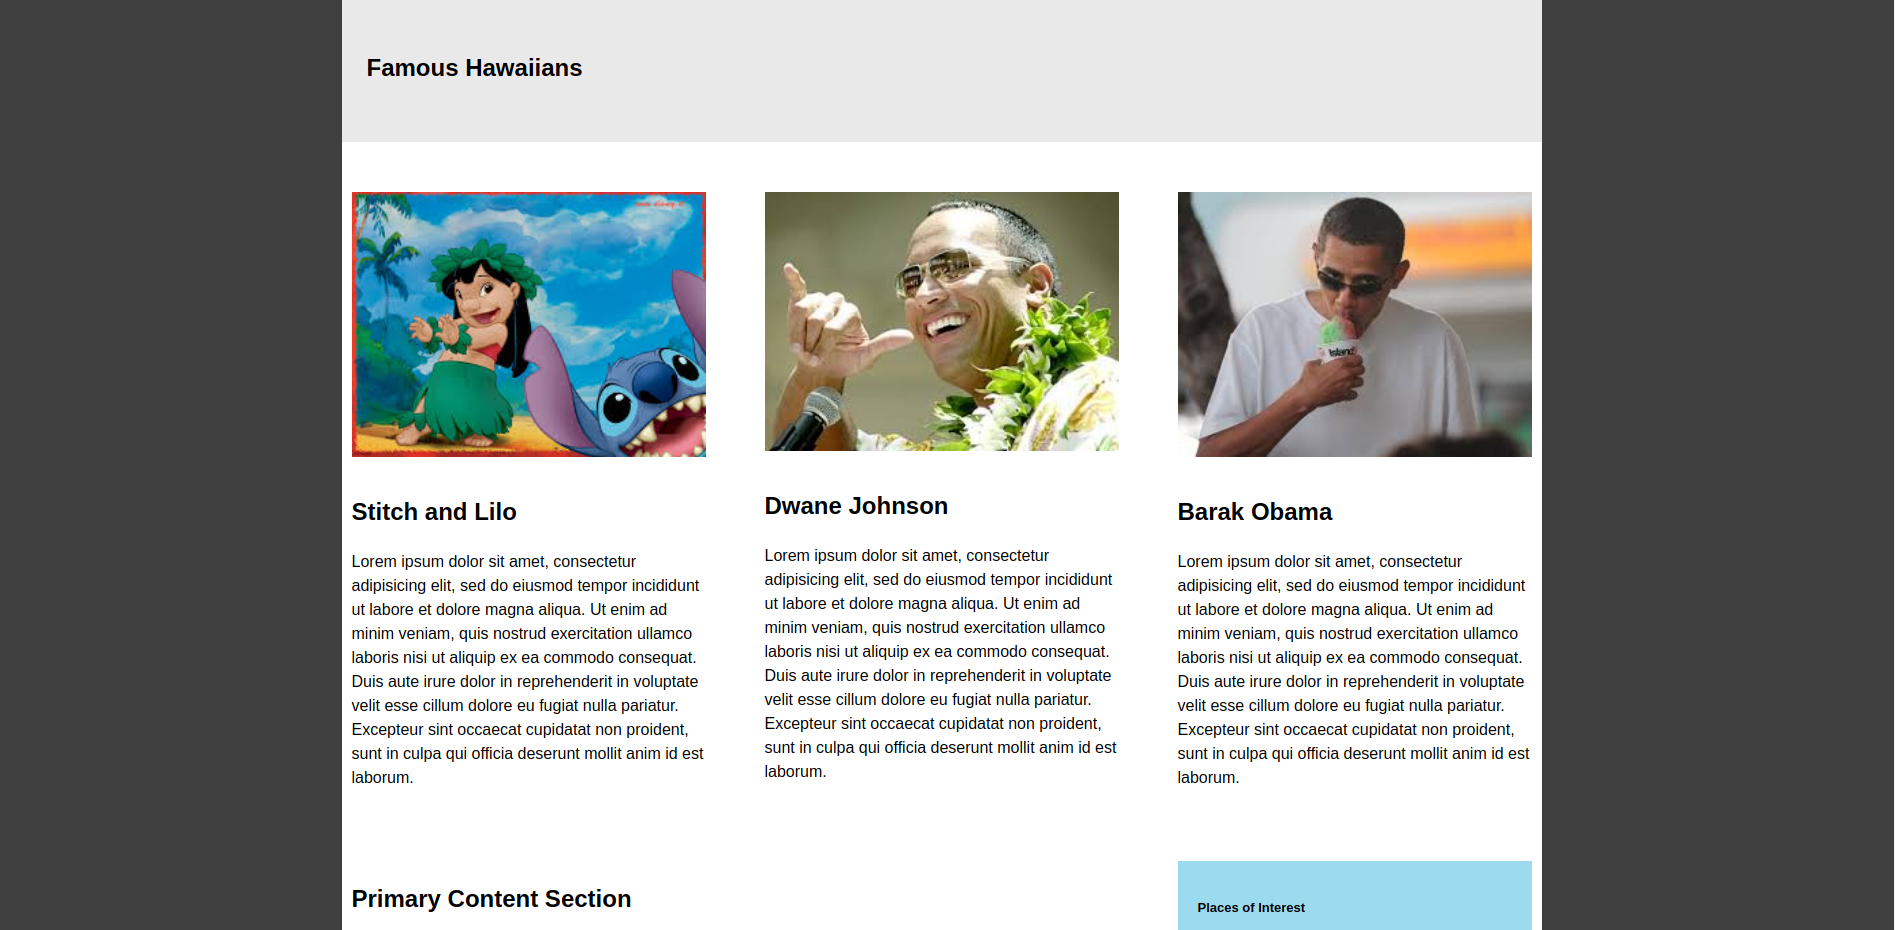 Famous Hawaiians
Island
Stitch and Lilo
Lorem ipsum dolor sit amet, consectetur
adipisicing elit, sed do eiusmod tempor incididunt
ut labore et dolore magna aliqua. Ut enim ad
minim veniam, quis nostrud exercitation ullamco
laboris nisi ut aliquip ex ea commodo consequat.
Duis aute irure dolor in reprehenderit in voluptate
velit esse cillum dolore eu fugiat nulla pariatur.
Excepteur sint occaecat cupidatat non proident,
sunt in culpa qui officia deserunt mollit anim id est
laborum.
Dwane Johnson
Lorem ipsum dolor sit amet, consectetur
adipisicing elit, sed do eiusmod tempor incididunt
ut labore et dolore magna aliqua. Ut enim ad
minim veniam, quis nostrud exercitation ullamco
laboris nisi ut aliquip ex ea commodo consequat.
Duis aute irure dolor in reprehenderit in voluptate
velit esse cillum dolore eu fugiat nulla pariatur.
Excepteur sint occaecat cupidatat non proident,
sunt in culpa qui officia deserunt mollit anim id est
laborum.
Barak Obama
Lorem ipsum dolor sit amet, consectetur
adipisicing elit, sed do eiusmod tempor incididunt
ut labore et dolore magna aliqua. Ut enim ad
minim veniam, quis nostrud exercitation ullamco
laboris nisi ut aliquip ex ea commodo consequat.
Duis aute irure dolor in reprehenderit in voluptate
velit esse cillum dolore eu fugiat nulla pariatur.
Excepteur sint occaecat cupidatat non proident,
sunt in culpa qui officia deserunt mollit anim id est
laborum.
Primary Content Section
Places of Interest